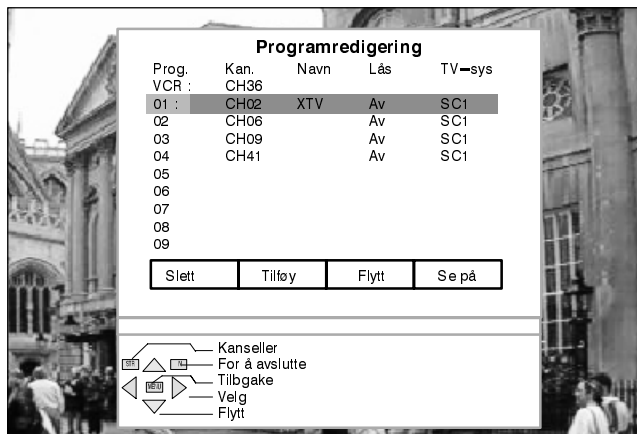 Programredigering
Prog. Kan. Navn Lås TV-sys
VCR : CH36
01 : CH02 XTV Av SC1
02 CH06 Av SC1
03 CH09 Av SC1
04 CH41 Av SC1
05
06
07
08
09
Slett Tilføy Flytt Se på
Kanseller
STR N For å avslutte
Tilbgake
MENU Velg
Flytt